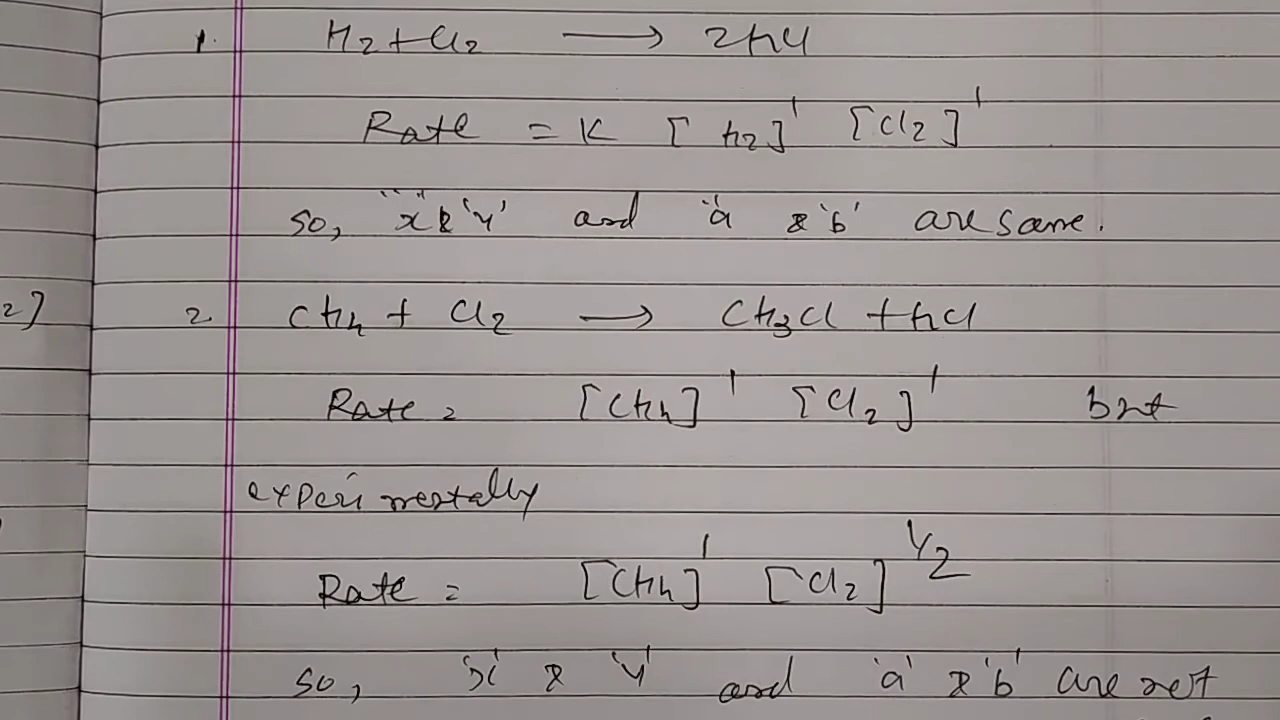 1. H2 + Cl2 → 2HCl
Rate = K [H2]¹ [Cl2]¹
so, "x" & 'y' and 'a' & 'b' are same.
2. CH4 + Cl2 → CH3Cl + HCl
2]
Rate = [CH4]¹ [Cl2]¹ but
experimentally
Rate = [CH4]¹ [Cl2]^1/2
so, 'x' & 'y' and 'a' & 'b' are not